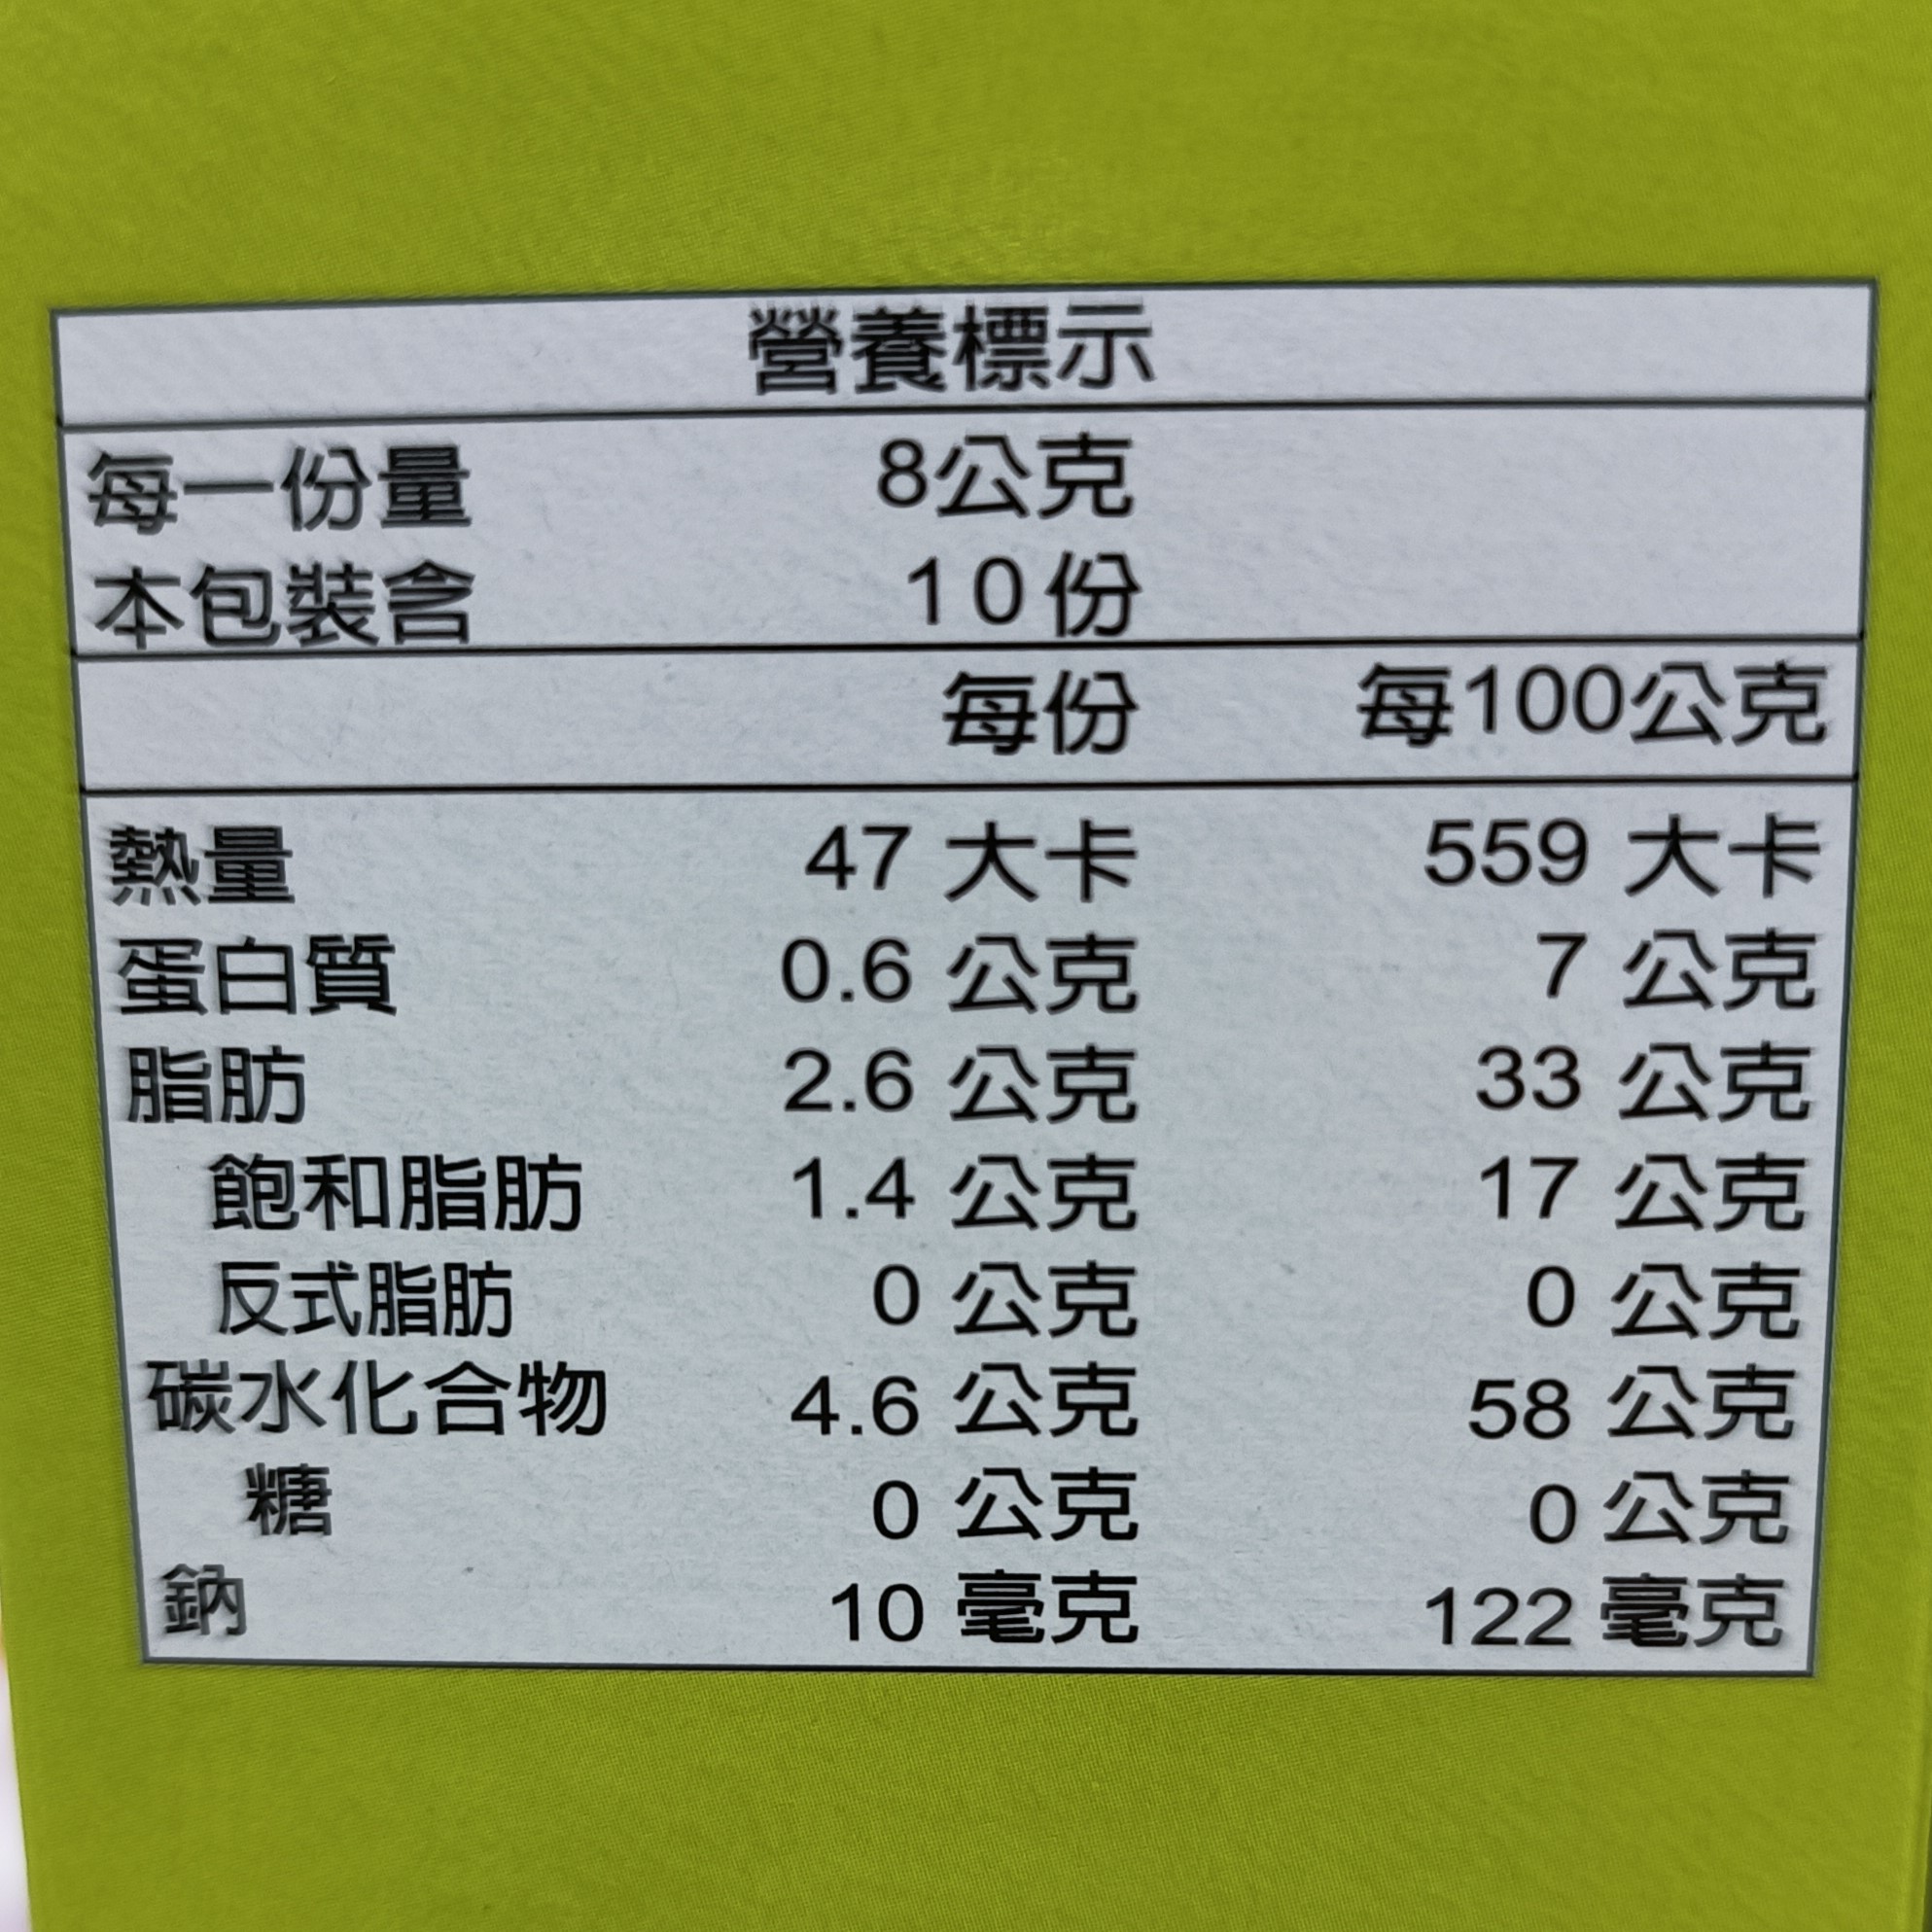 營養標示
每一份量 8公克
本包裝含 10份
每份 每100公克
熱量 47 大卡 559 大卡
蛋白質 0.6 公克 7 公克
脂肪 2.6 公克 33 公克
飽和脂肪 1.4 公克 17 公克
反式脂肪 0 公克 0 公克
碳水化合物 4.6 公克 58 公克
糖 0 公克 0 公克
鈉 10 毫克 122 毫克